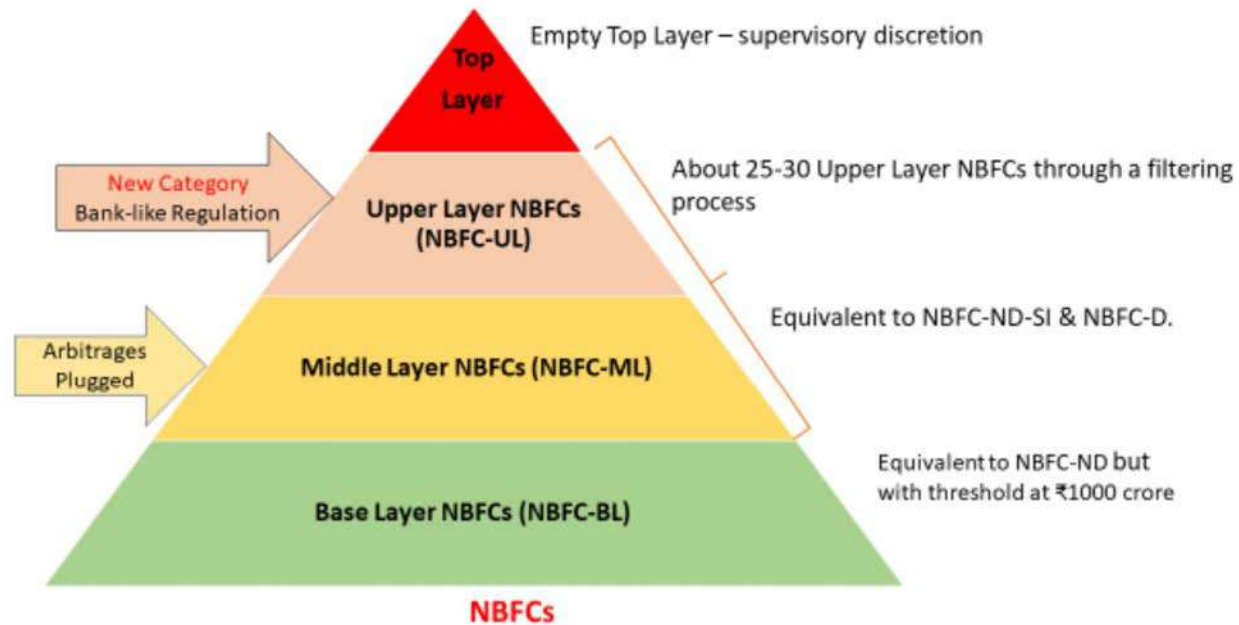 Empty Top Layer – supervisory discretion
Top
Layer
About 25-30 Upper Layer NBFCs through a filtering
process
New Category
Bank-like Regulation
Upper Layer NBFCs
(NBFC-UL)
Equivalent to NBFC-ND-SI & NBFC-D.
Arbitrages
Plugged
Middle Layer NBFCs (NBFC-ML)
Equivalent to NBFC-ND but
with threshold at ₹1000 crore
Base Layer NBFCs (NBFC-BL)
NBFCs